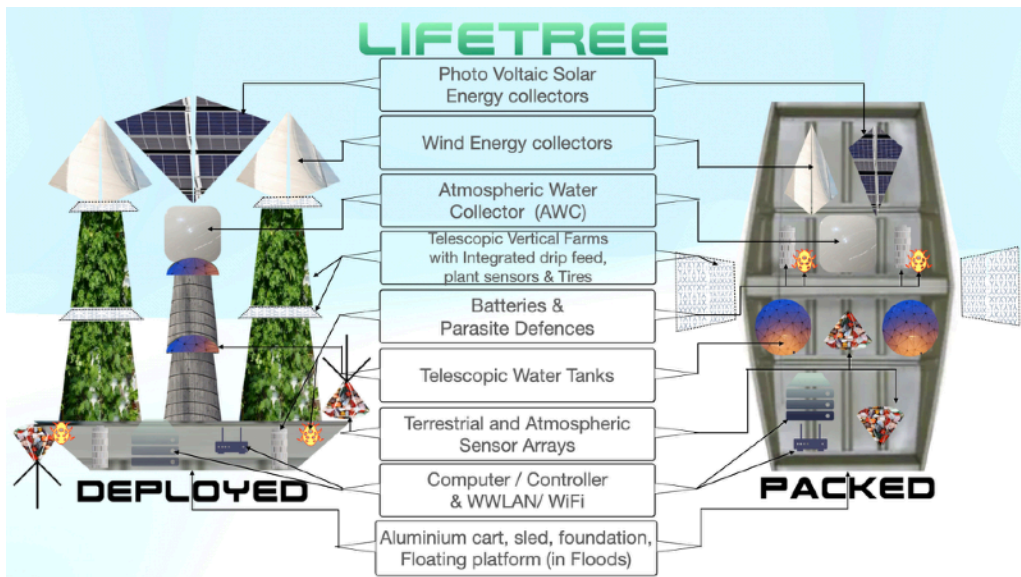 LIFETREE
Photo Voltaic Solar
Energy collectors
Wind Energy collectors
Atmospheric Water
Collector (AWC)
Telescopic Vertical Farms
with Integrated drip feed,
plant sensors & Tires
Batteries &
Parasite Defences
Telescopic Water Tanks
Terrestrial and Atmospheric
Sensor Arrays
Computer / Controller
& WWLAN/ WiFi
Aluminium cart, sled, foundation,
Floating platform (in Floods)
DEPLOYED
PACKED